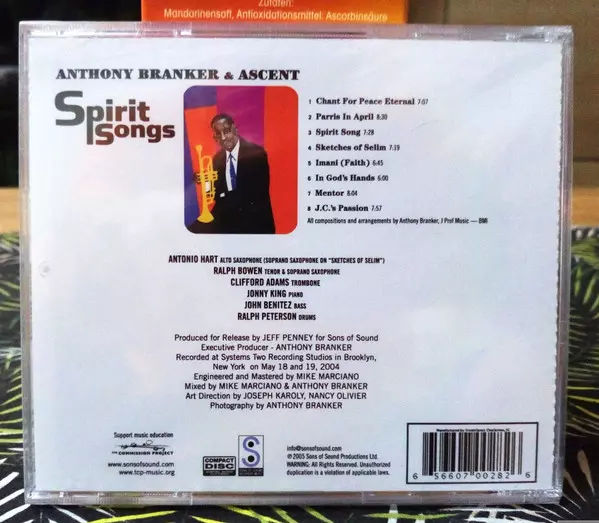 Zutaten:
Mandarinensaft, Antioxidationsmittel: Ascorbinsäure
ANTHONY BRANKER & ASCENT
Spirit
Songs
1 Chant For Peace Eternal 7:07
2 Parris In April 8:30
3 Spirit Song 7:28
4 Sketches of Selim 7:39
5 Imani (Faith) 6:45
6 In God's Hands 6:00
7 Mentor 8:04
8 J.C.'s Passion 7:57
All compositions and arrangements by Anthony Branker, J Prof Music — BMI
ANTONIO HART ALTO SAXOPHONE (SOPRANO SAXOPHONE ON "SKETCHES OF SELIM")
RALPH BOWEN TENOR & SOPRANO SAXOPHONE
CLIFFORD ADAMS TROMBONE
JONNY KING PIANO
JOHN BENITEZ BASS
RALPH PETERSON DRUMS
Produced for Release by JEFF PENNEY for Sons of Sound
Executive Producer - ANTHONY BRANKER
Recorded at Systems Two Recording Studios in Brooklyn,
New York on May 18 and 19, 2004
Engineered and Mastered by MIKE MARCIANO
Mixed by MIKE MARCIANO & ANTHONY BRANKER
Art Direction by JOSEPH KAROLY, NANCY OLIVIER
Photography by ANTHONY BRANKER
Support music education
THE COMMISSION PROJECT
www.sonsofsound.com
www.tcp-music.org
COMPACT
disc
DIGITAL AUDIO
S
info@sonsofsound.com
© 2005 Sons of Sound Productions Ltd.
WARNING: All Rights Reserved. Unauthorized
duplication is a violation of applicable laws.
6 56607 00282 6